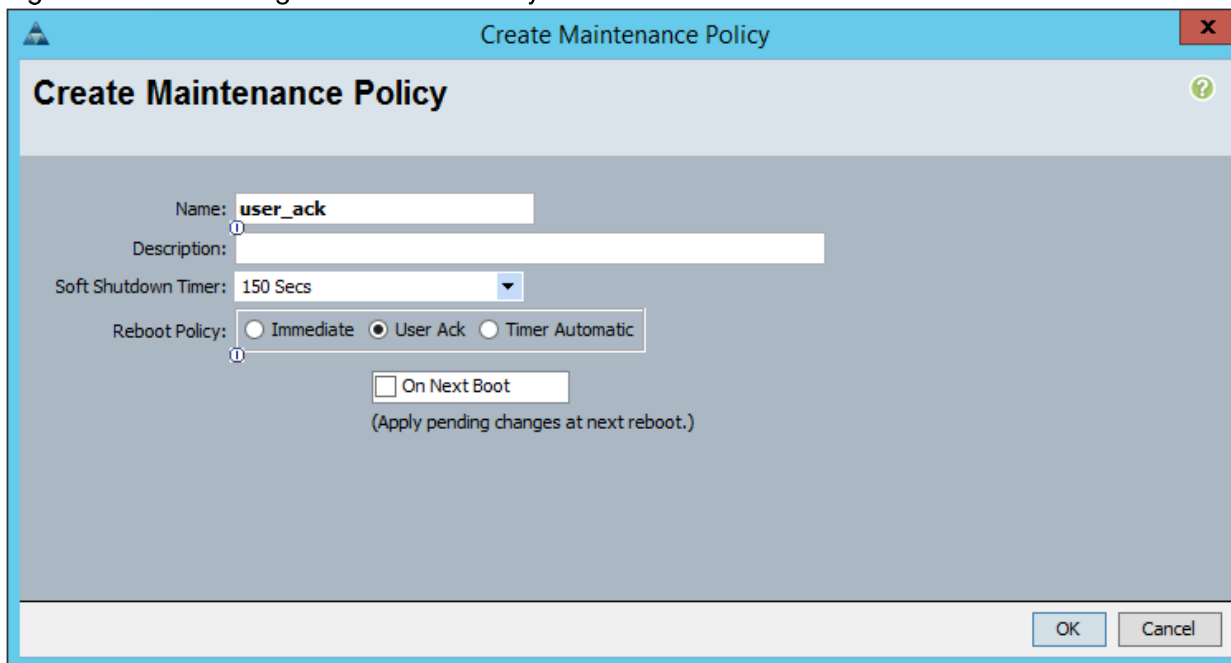 Create Maintenance Policy
x
Create Maintenance Policy
?
Name: user_ack
Description:
Soft Shutdown Timer: 150 Secs
Reboot Policy: Immediate User Ack Timer Automatic
On Next Boot
(Apply pending changes at next reboot.)
OK Cancel